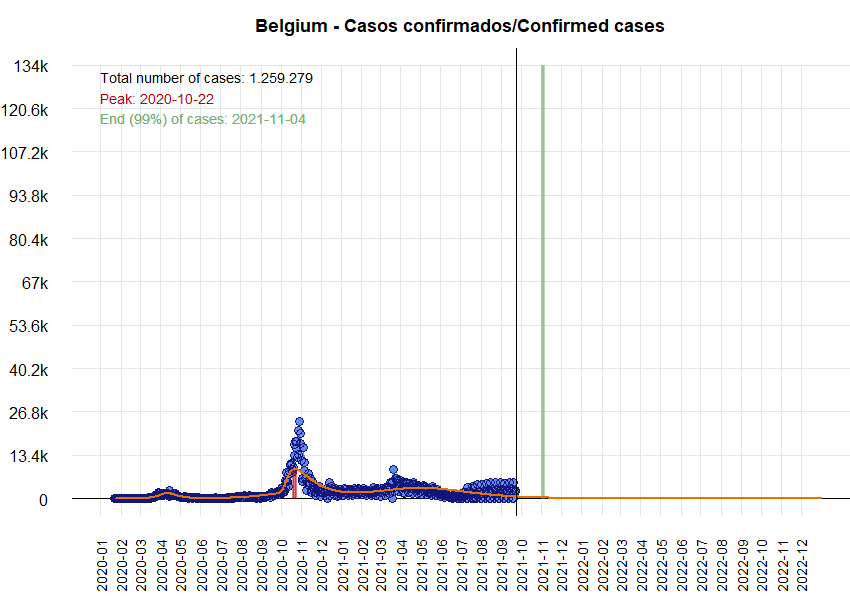 Belgium - Casos confirmados/Confirmed cases
134k
120.6k
107.2k
93.8k
80.4k
67k
53.6k
40.2k
26.8k
13.4k
0
Total number of cases: 1.259.279
Peak: 2020-10-22
End (99%) of cases: 2021-11-04
2020-01
2020-02
2020-03
2020-04
2020-05
2020-06
2020-07
2020-08
2020-09
2020-10
2020-11
2020-12
2021-01
2021-02
2021-03
2021-04
2021-05
2021-06
2021-07
2021-08
2021-09
2021-10
2021-11
2021-12
2022-01
2022-02
2022-03
2022-04
2022-05
2022-06
2022-07
2022-08
2022-09
2022-10
2022-11
2022-12